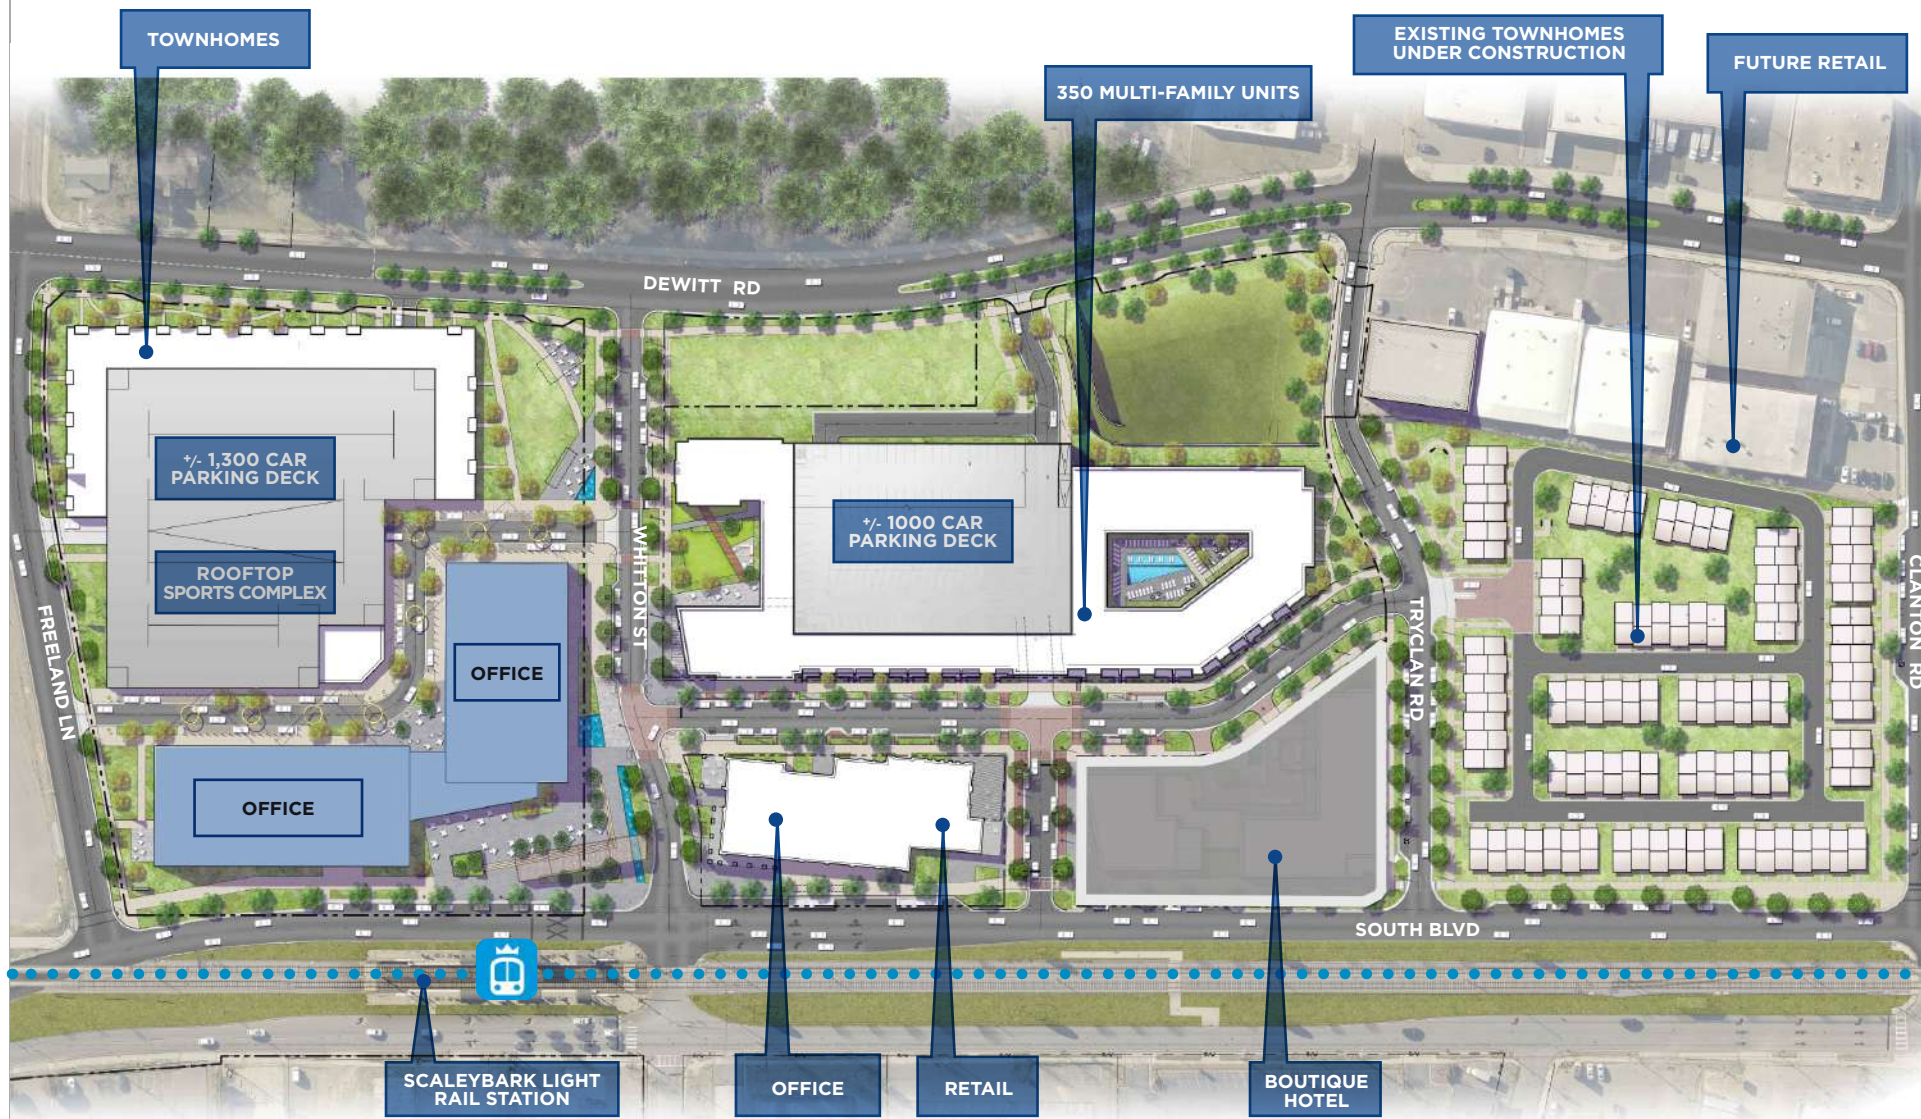 TOWNHOMES
EXISTING TOWNHOMES
UNDER CONSTRUCTION
FUTURE RETAIL
350 MULTI-FAMILY UNITS
DEWITT RD
+/- 1,300 CAR
PARKING DECK
+/- 1000 CAR
PARKING DECK
ROOFTOP
SPORTS COMPLEX
WHITTON ST
FREELAND LN
TRYCLAN RD
CLANTON RD
OFFICE
OFFICE
SOUTH BLVD
SCALEYBARK LIGHT
RAIL STATION
OFFICE
RETAIL
BOUTIQUE
HOTEL